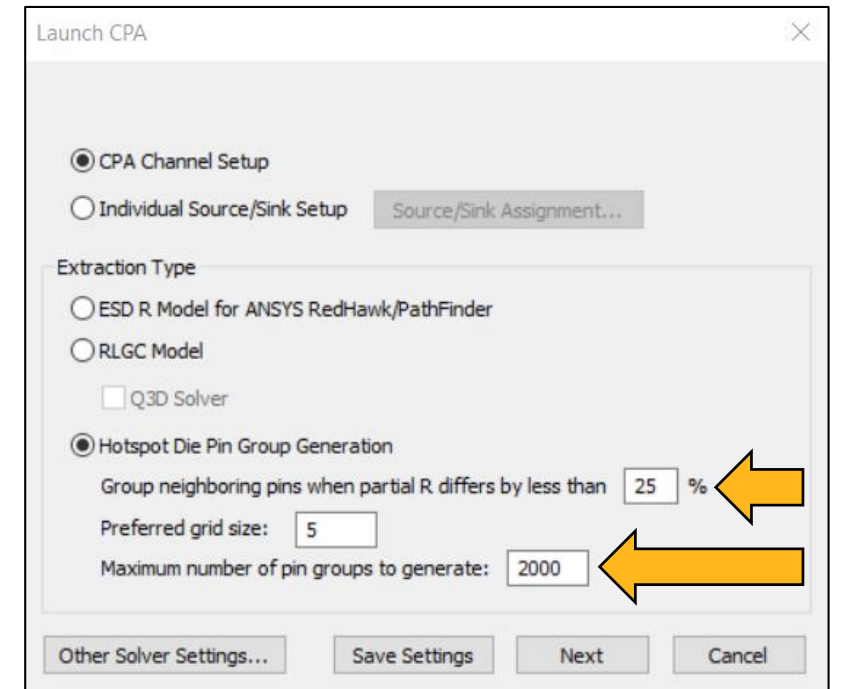 Launch CPA
CPA Channel Setup
Individual Source/Sink Setup Source/Sink Assignment...
Extraction Type
ESD R Model for ANSYS RedHawk/PathFinder
RLGC Model
Q3D Solver
Hotspot Die Pin Group Generation
Group neighboring pins when partial R differs by less than 25 %
Preferred grid size: 5
Maximum number of pin groups to generate: 2000
Other Solver Settings... Save Settings Next Cancel